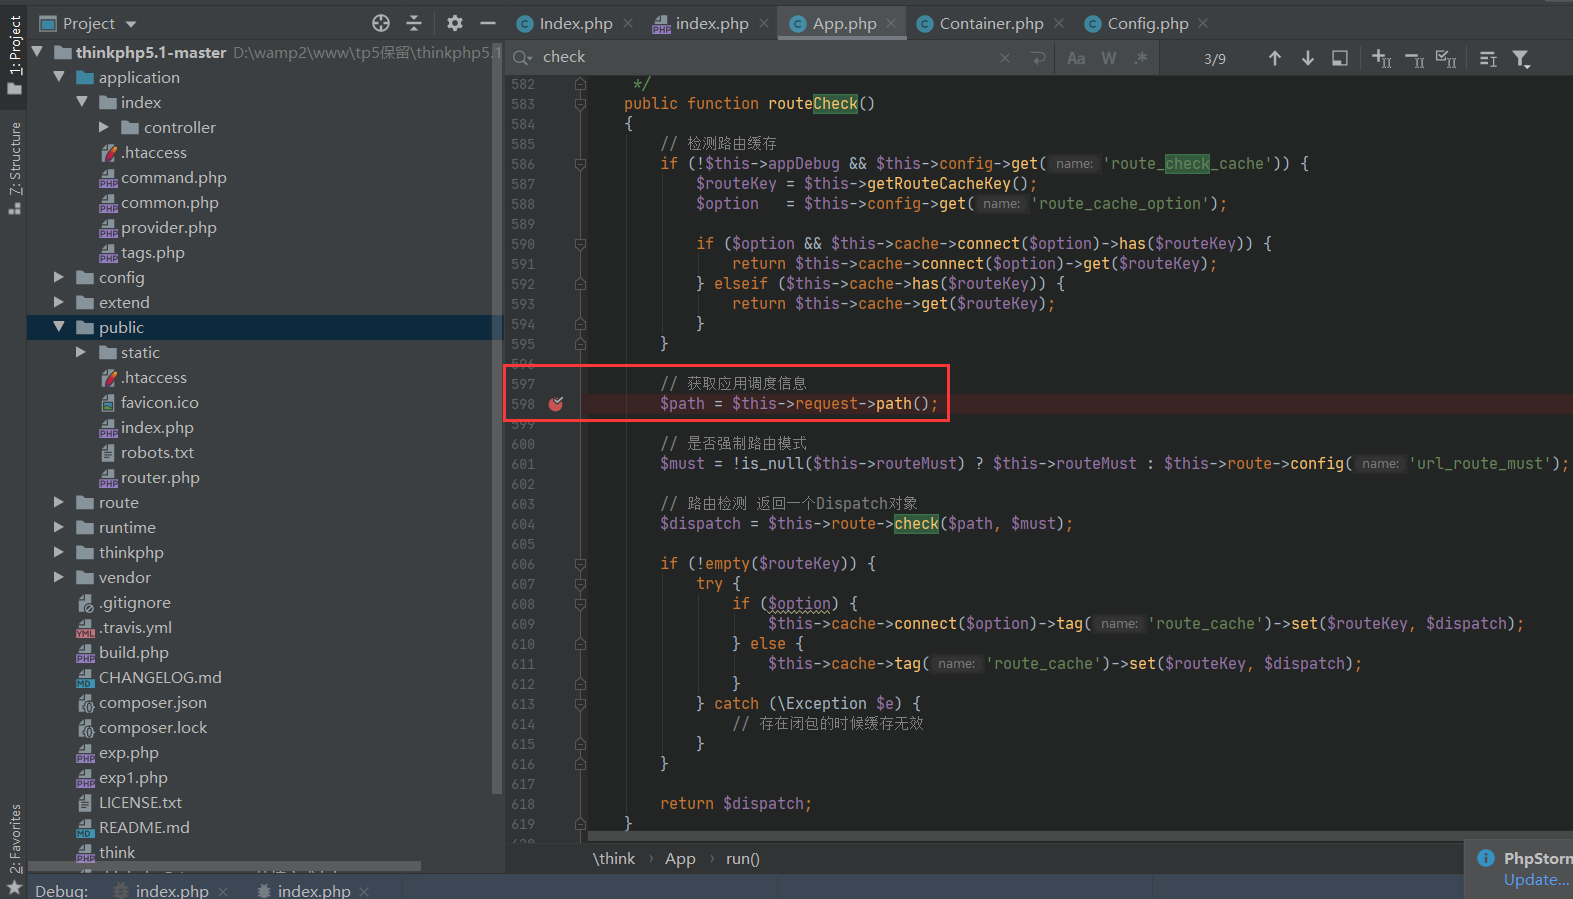 Project
Index.php
index.php
App.php
Container.php
Config.php
1: Project
7: Structure
2: Favorites
thinkphp5.1-master D:\wamp2\www\tp5保留\thinkphp5.1
application
index
controller
.htaccess
command.php
common.php
provider.php
tags.php
config
extend
public
static
.htaccess
favicon.ico
index.php
robots.txt
router.php
route
runtime
thinkphp
vendor
.gitignore
.travis.yml
build.php
CHANGELOG.md
composer.json
composer.lock
exp.php
exp1.php
LICENSE.txt
README.md
think
check
Aa W .* 3/9
582 */
583 public function routeCheck()
584 {
585 // 检测路由缓存
586 if (!$this->appDebug && $this->config->get( name: 'route_check_cache')) {
587 $routeKey = $this->getRouteCacheKey();
588 $option   = $this->config->get( name: 'route_cache_option');
589
590 if ($option && $this->cache->connect($option)->has($routeKey)) {
591 return $this->cache->connect($option)->get($routeKey);
592 } elseif ($this->cache->has($routeKey)) {
593 return $this->cache->get($routeKey);
594 }
595 }
596
597 // 获取应用调度信息
598 $path = $this->request->path();
599
600 // 是否强制路由模式
601 $must = !is_null($this->routeMust) ? $this->routeMust : $this->route->config( name: 'url_route_must');
602
603 // 路由检测 返回一个Dispatch对象
604 $dispatch = $this->route->check($path, $must);
605
606 if (!empty($routeKey)) {
607 try {
608 if ($option) {
609 $this->cache->connect($option)->tag( name: 'route_cache')->set($routeKey, $dispatch);
610 } else {
611 $this->cache->tag( name: 'route_cache')->set($routeKey, $dispatch);
612 }
613 } catch (\Exception $e) {
614 // 存在闭包的时候缓存无效
615 }
616 }
617
618 return $dispatch;
619 }
\think › App › run()
PhpStorm
Update...
Debug: index.php index.php